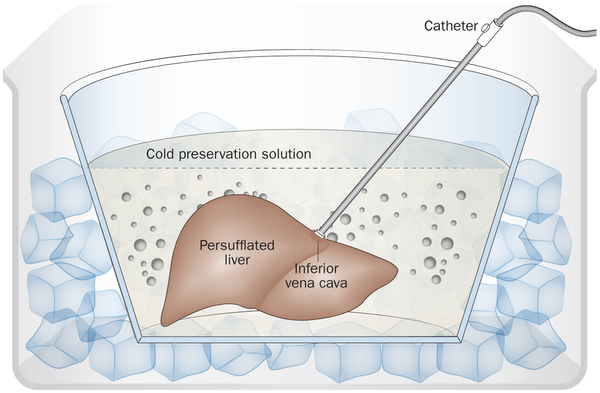 Catheter
Cold preservation solution
Persufflated
liver
Inferior
vena cava